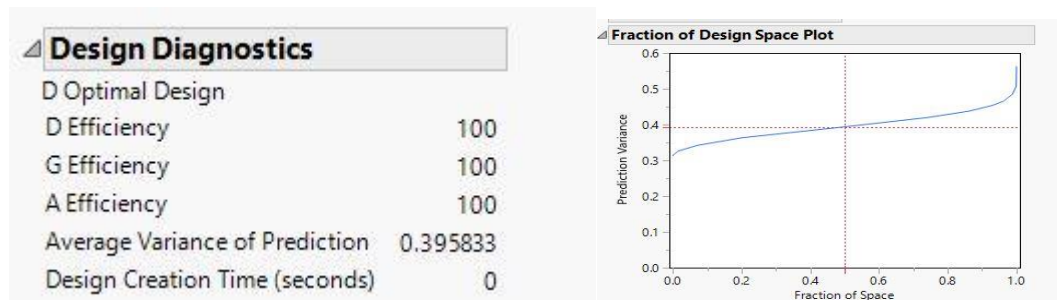 Design Diagnostics
D Optimal Design
D Efficiency 100
G Efficiency 100
A Efficiency 100
Average Variance of Prediction 0.395833
Design Creation Time (seconds) 0
Fraction of Design Space Plot
0.6
0.5
0.4
0.3
0.2
0.1
0.0
Prediction Variance
0.0 0.2 0.4 0.6 0.8 1.0
Fraction of Space